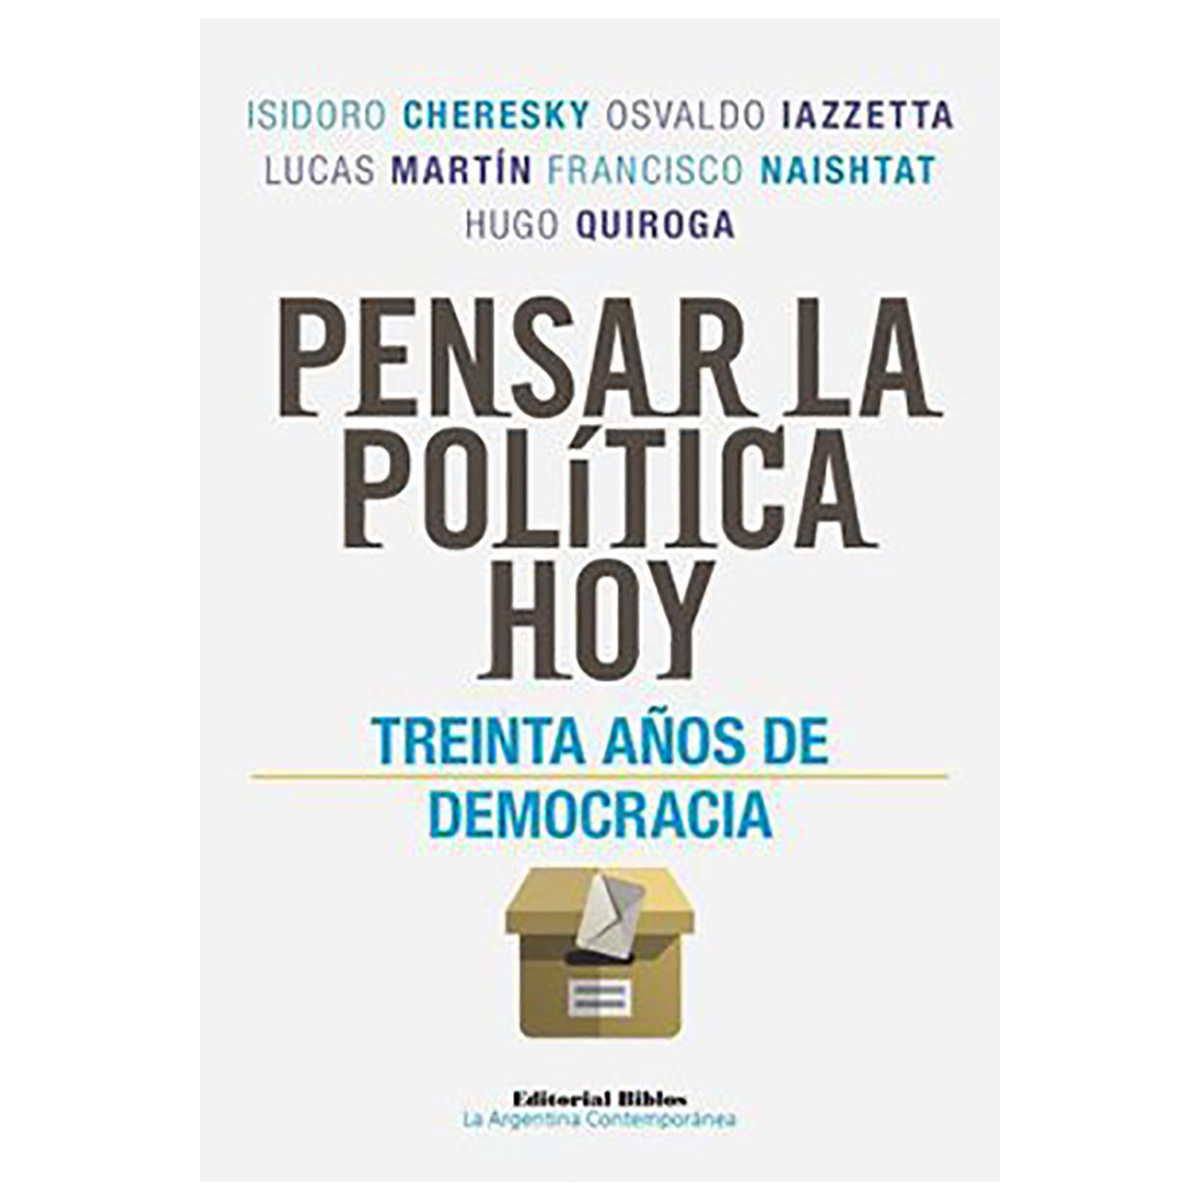 ISIDORO CHERESKY OSVALDO IAZZETTA
LUCAS MARTÍN FRANCISCO NAISHTAT
HUGO QUIROGA
PENSAR LA
POLÍTICA
HOY
TREINTA AÑOS DE
DEMOCRACIA
Editorial Biblos
La Argentina Contemporánea